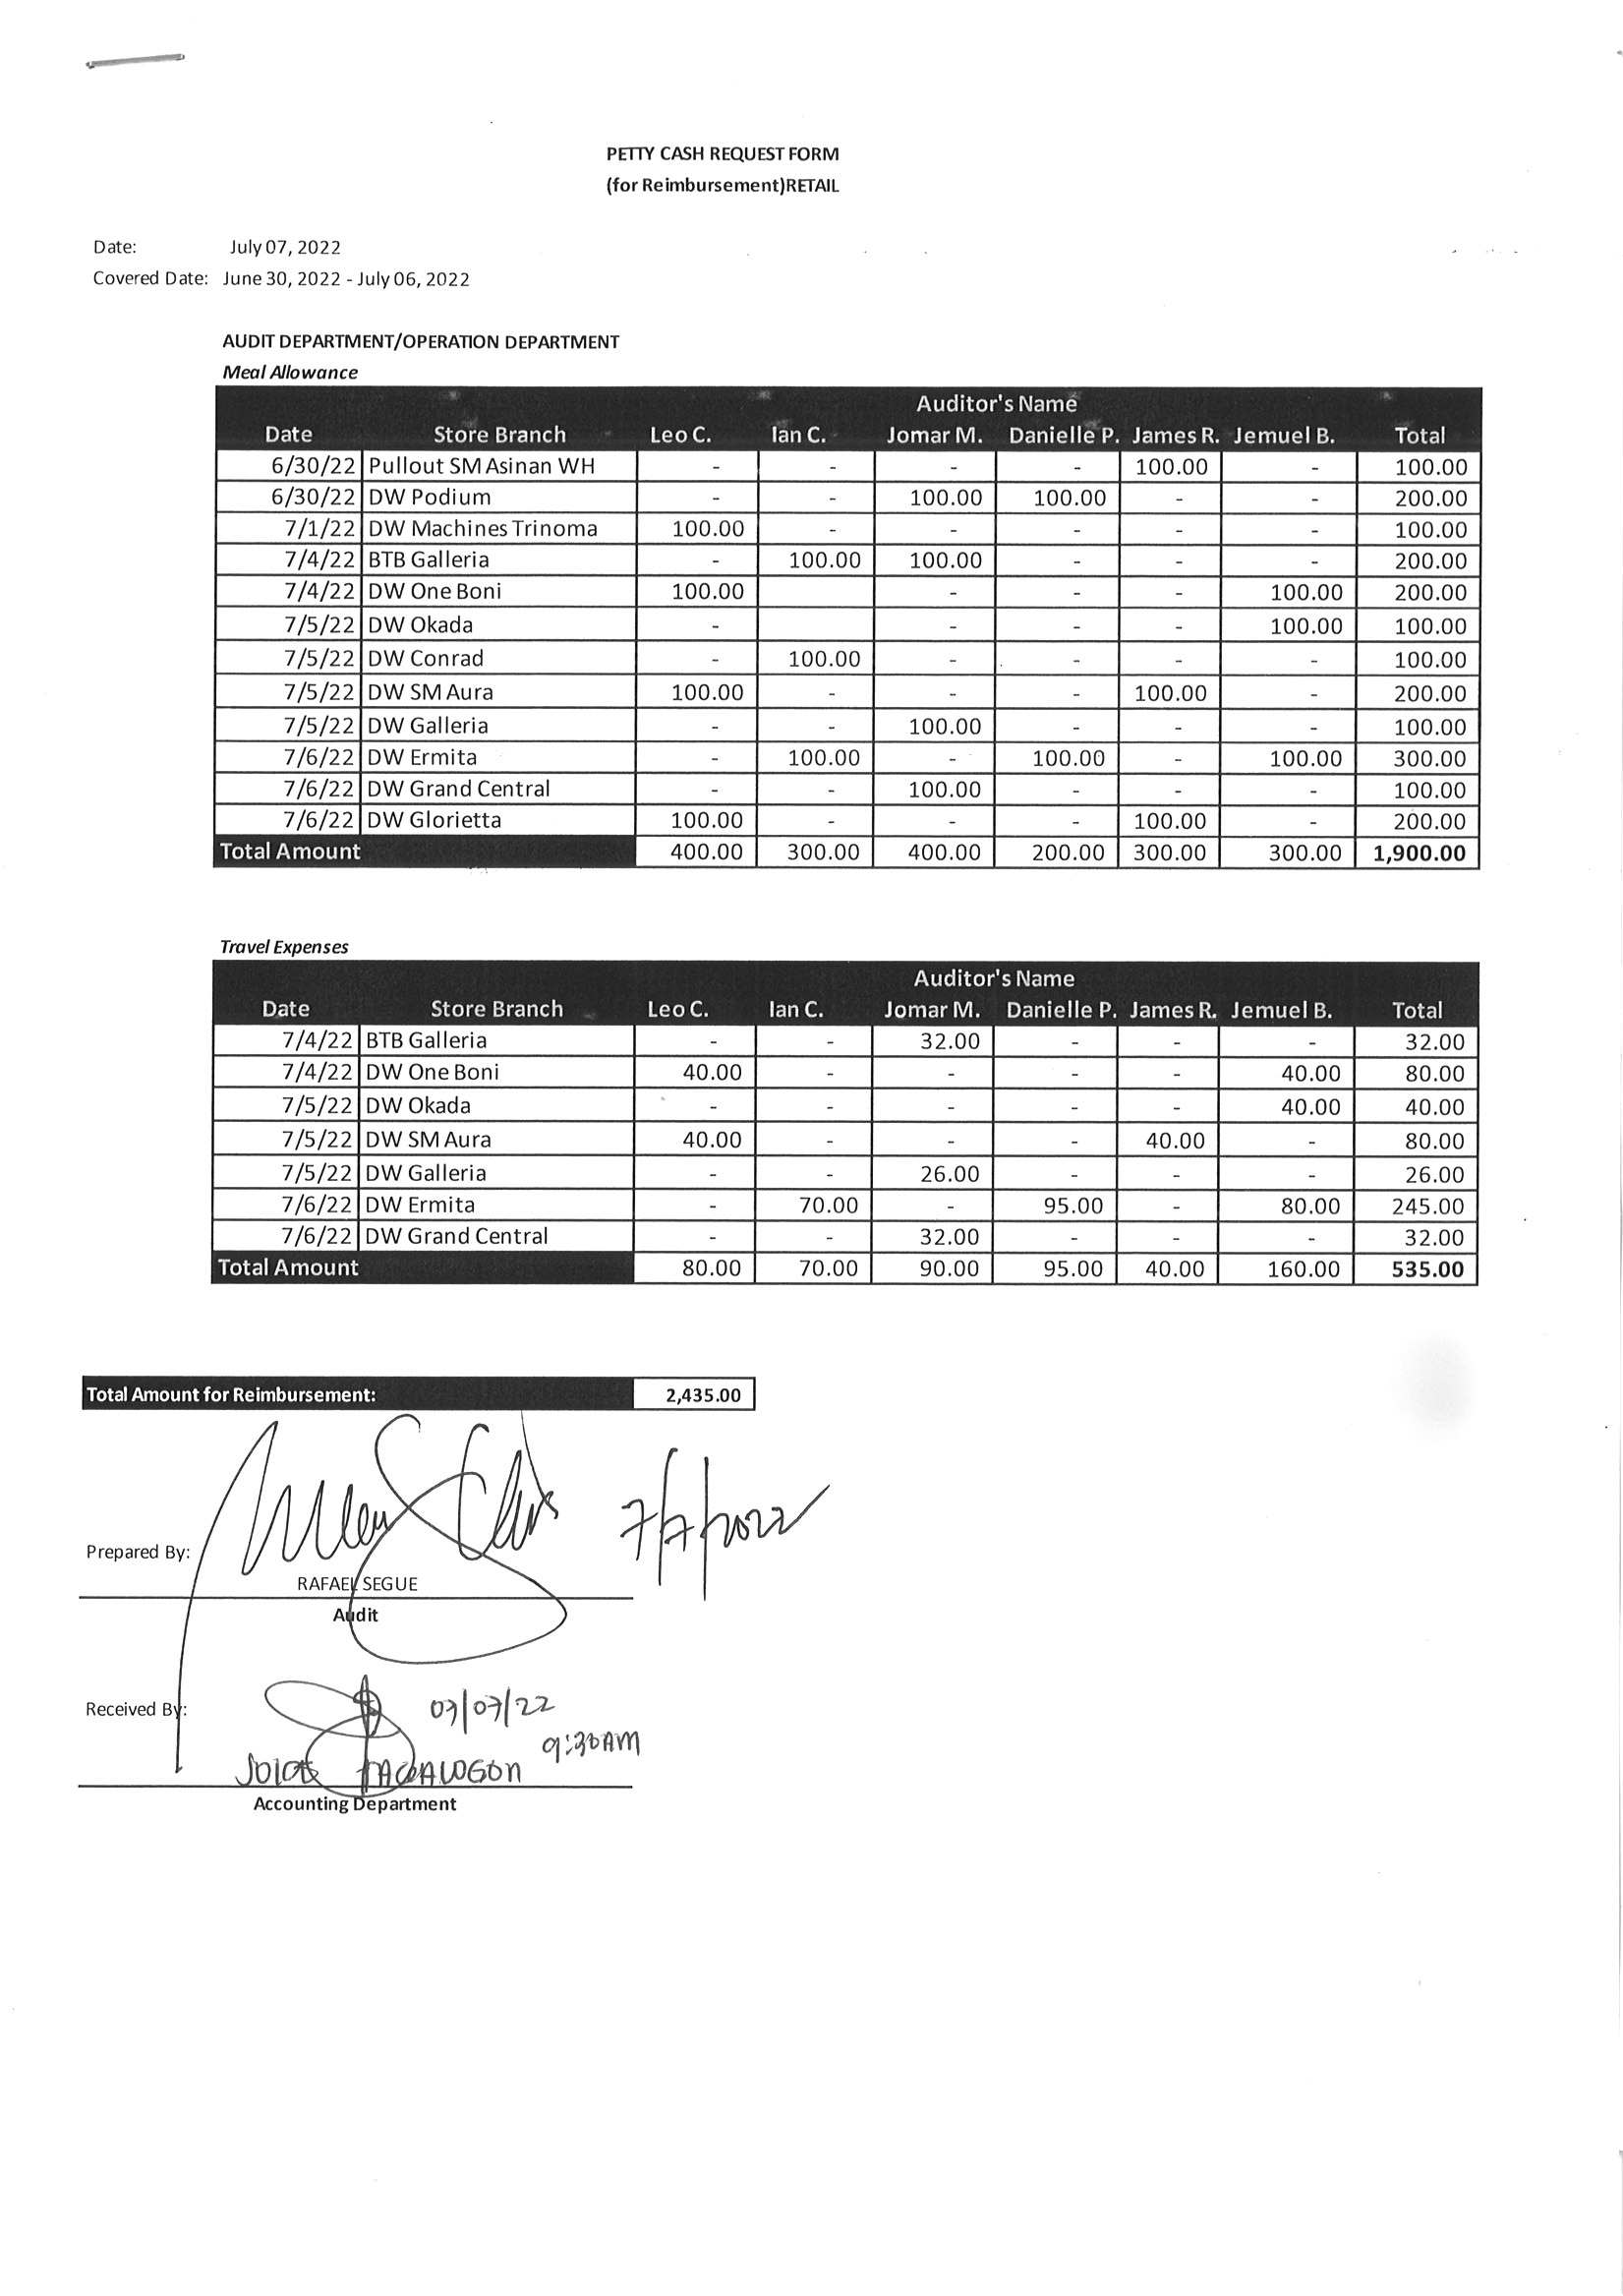 PETTY CASH REQUEST FORM
(for Reimbursement)RETAIL
Date: July 07, 2022
Covered Date: June 30, 2022 - July 06, 2022
AUDIT DEPARTMENT/OPERATION DEPARTMENT
Meal Allowance
Auditor's Name
Date Store Branch Leo C. Ian C. Jomar M. Danielle P. James R. Jemuel B. Total
6/30/22 Pullout SM Asinan WH - - - - 100.00 - 100.00
6/30/22 DW Podium - - 100.00 100.00 - - 200.00
7/1/22 DW Machines Trinoma 100.00 - - - - - 100.00
7/4/22 BTB Galleria - 100.00 100.00 - - - 200.00
7/4/22 DW One Boni 100.00 - - - 100.00 200.00
7/5/22 DW Okada - - - - 100.00 100.00
7/5/22 DW Conrad - 100.00 - - - - 100.00
7/5/22 DW SM Aura 100.00 - - - 100.00 - 200.00
7/5/22 DW Galleria - - 100.00 - - - 100.00
7/6/22 DW Ermita - 100.00 - 100.00 - 100.00 300.00
7/6/22 DW Grand Central - - 100.00 - - - 100.00
7/6/22 DW Glorietta 100.00 - - - 100.00 - 200.00
Total Amount 400.00 300.00 400.00 200.00 300.00 300.00 1,900.00
Travel Expenses
Auditor's Name
Date Store Branch Leo C. Ian C. Jomar M. Danielle P. James R. Jemuel B. Total
7/4/22 BTB Galleria - - 32.00 - - - 32.00
7/4/22 DW One Boni 40.00 - - - - 40.00 80.00
7/5/22 DW Okada - - - - - 40.00 40.00
7/5/22 DW SM Aura 40.00 - - - 40.00 - 80.00
7/5/22 DW Galleria - - 26.00 - - - 26.00
7/6/22 DW Ermita - 70.00 - 95.00 - 80.00 245.00
7/6/22 DW Grand Central - - 32.00 - - - 32.00
Total Amount 80.00 70.00 90.00 95.00 40.00 160.00 535.00
Total Amount for Reimbursement: 2,435.00
7/7/2022
Prepared By:
RAFAEL SEGUE
Audit
Received By: 07/07/22
9:30AM
Accounting Department